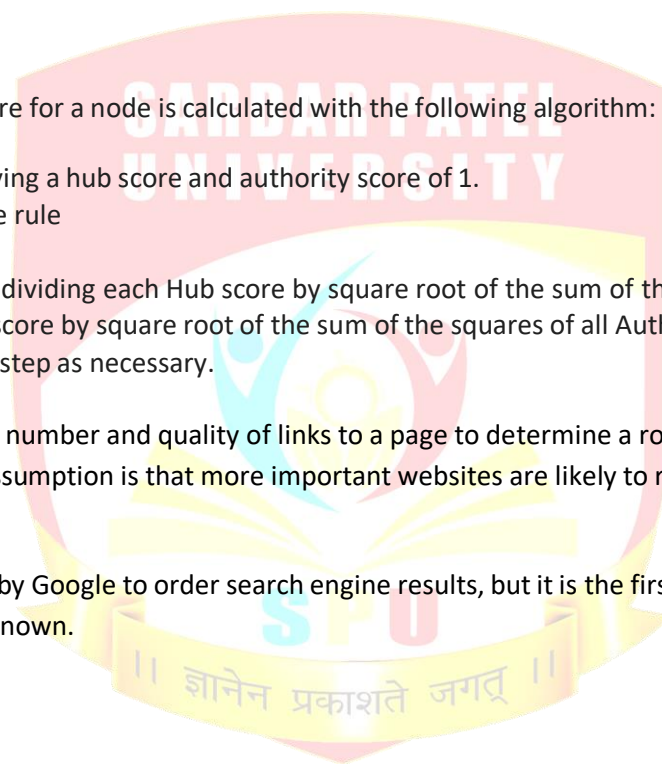 SARDAR PATEL
re for a node is calculated with the following algorithm:
UNIVERSITY
ing a hub score and authority score of 1.
e rule
dividing each Hub score by square root of the sum of th
score by square root of the sum of the squares of all Auth
step as necessary.
number and quality of links to a page to determine a ro
ssumption is that more important websites are likely to r
by Google to order search engine results, but it is the firs
nown.
SPU
॥ ज्ञानेन प्रकाशते जगत् ॥